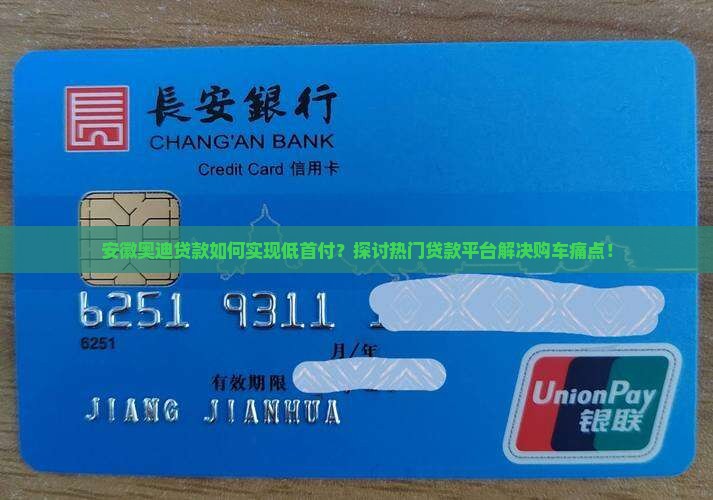 長安銀行
CHANG'AN BANK
Credit Card 信用卡
安徽奥迪贷款如何实现低首付？探讨热门贷款平台解决购车痛点！
6251 9311 1
6251
月/年
有效期限
JIANG JIANHUA
UnionPay
银联